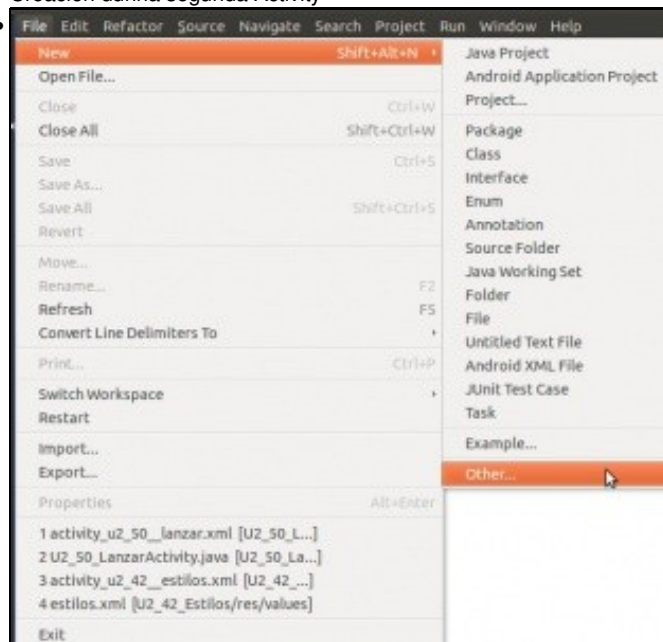 Creación dunha segunda Activity
File Edit Refactor Source Navigate Search Project Run Window Help
New Shift+Alt+N
Open File...
Close Ctrl+W
Close All Shift+Ctrl+W
Save Ctrl+S
Save As...
Save All Shift+Ctrl+S
Revert
Move...
Rename... F2
Refresh F5
Convert Line Delimiters To
Print... Ctrl+P
Switch Workspace
Restart
Import...
Export...
Properties Alt+Enter
1 activity_u2_50__lanzar.xml [U2_50_L...]
2 U2_50_LanzarActivity.java [U2_50_La...]
3 activity_u2_42__estilos.xml [U2_42_...]
4 estilos.xml [U2_42_Estilos/res/values]
Exit
Java Project
Android Application Project
Project...
Package
Class
Interface
Enum
Annotation
Source Folder
Java Working Set
Folder
File
Untitled Text File
Android XML File
JUnit Test Case
Task
Example...
Other...